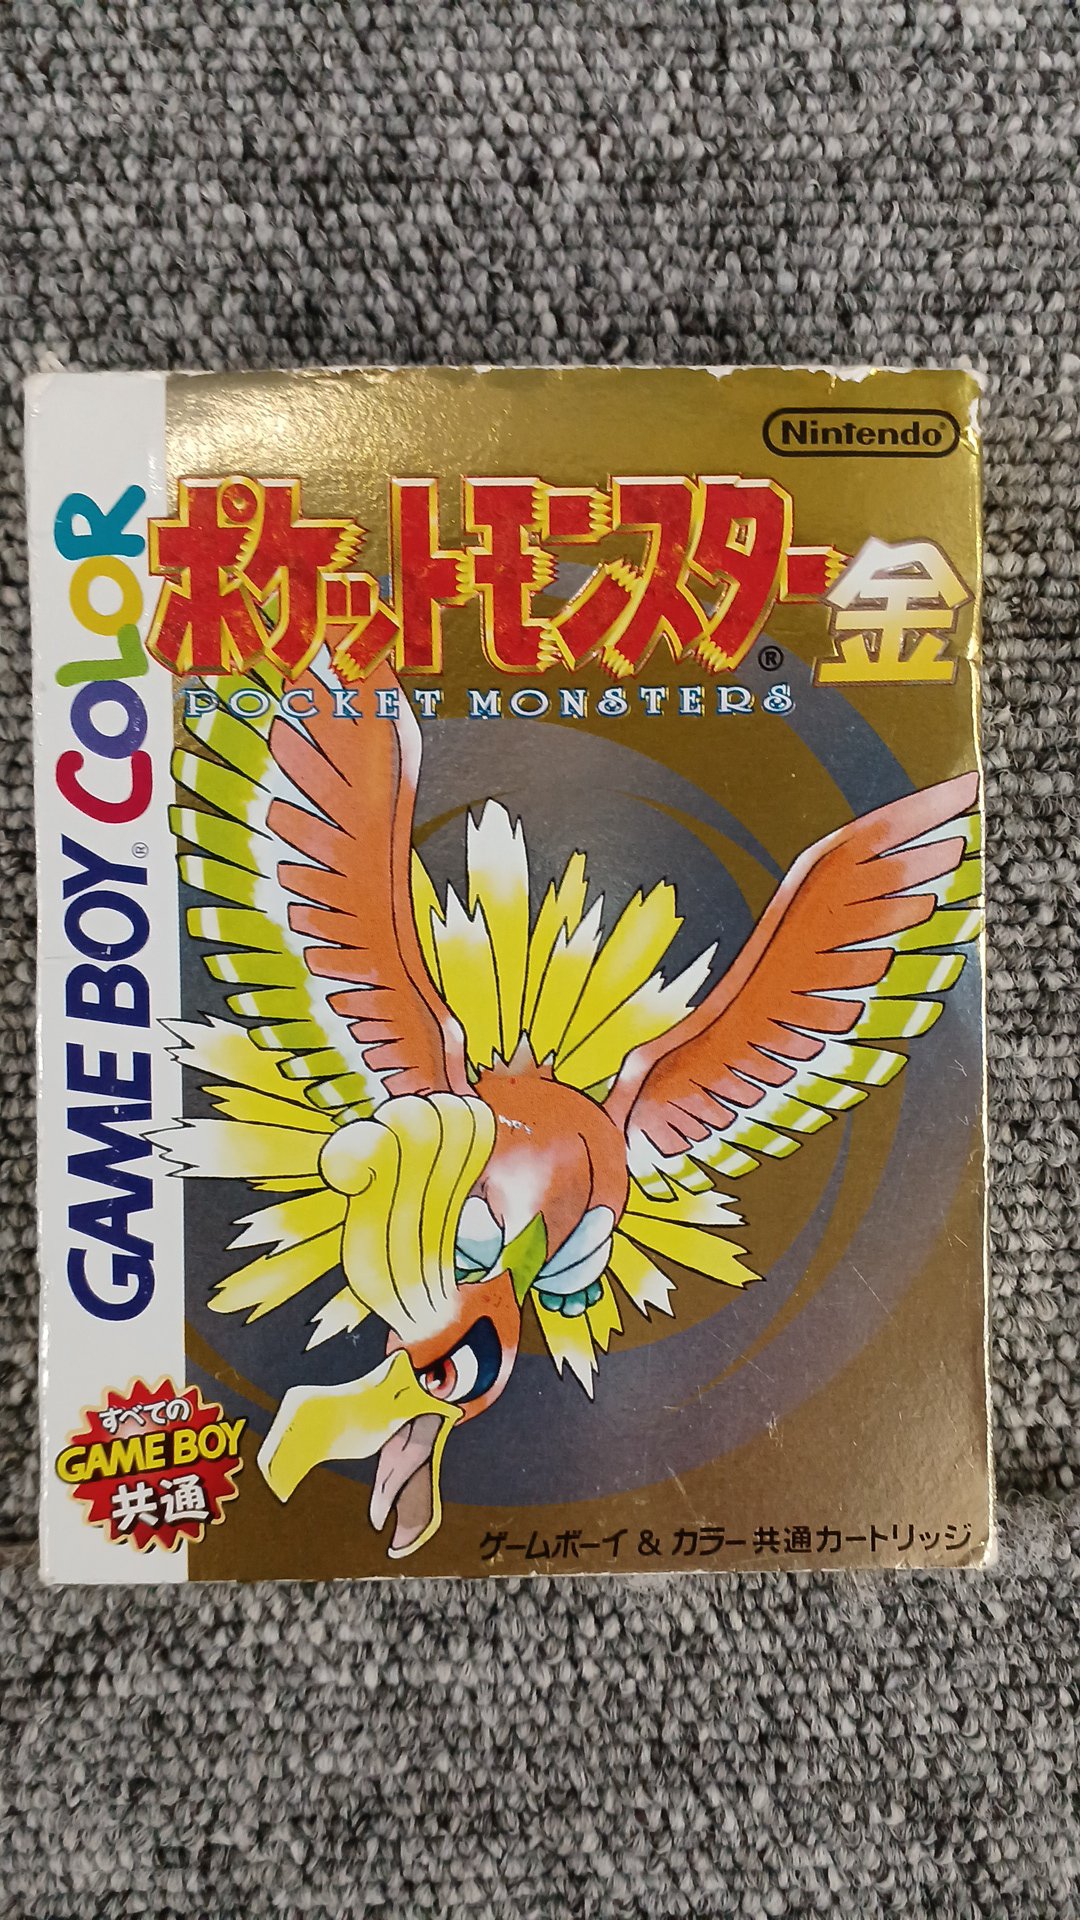 Nintendo®
ポケットモンスター金
®
POCKET MONSTERS
GAME BOY® COLOR
すべての
GAME BOY
共通
ゲームボーイ & カラー共通カートリッジ